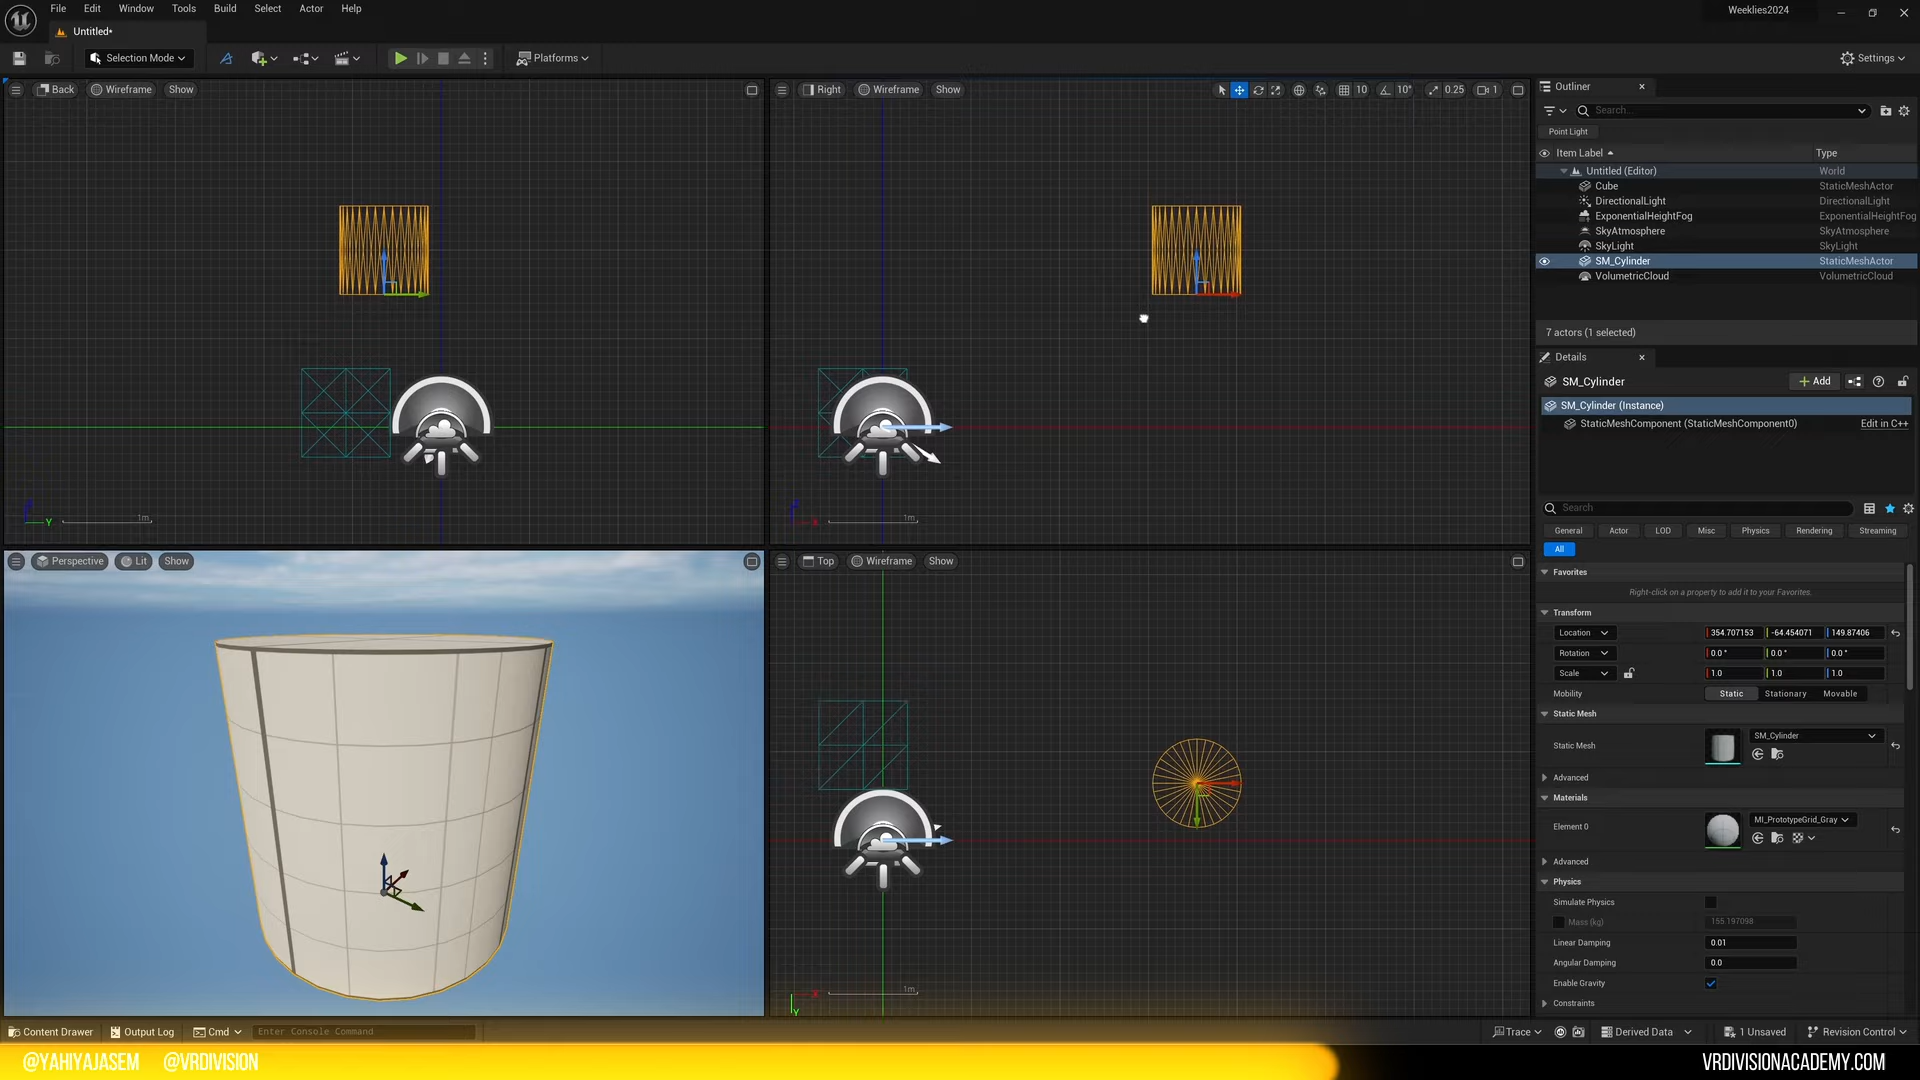 File Edit Window Tools Build Select Actor Help
Weeklies2024
Untitled*
Selection Mode
Platforms
Settings
Back Wireframe Show
Right Wireframe Show
10 10° 0.25 1
Outliner
Search...
Point Light
Item Label Type
Untitled (Editor) World
Cube StaticMeshActor
DirectionalLight DirectionalLight
ExponentialHeightFog ExponentialHeightFog
SkyAtmosphere SkyAtmosphere
SkyLight SkyLight
SM_Cylinder StaticMeshActor
VolumetricCloud VolumetricCloud
7 actors (1 selected)
Details
SM_Cylinder
Add
SM_Cylinder (Instance)
StaticMeshComponent (StaticMeshComponent0) Edit in C++
Search
General Actor LOD Misc Physics Rendering Streaming
All
Favorites
Right-click on a property to add it to your Favorites.
Transform
Location 354.707153 -64.454071 149.87406
Rotation 0.0° 0.0° 0.0°
Scale 1.0 1.0 1.0
Mobility Static Stationary Movable
Static Mesh
Static Mesh SM_Cylinder
Advanced
Materials
Element 0 MI_PrototypeGrid_Gray
Advanced
Physics
Simulate Physics
Mass (kg) 155.197098
Linear Damping 0.01
Angular Damping 0.0
Enable Gravity
Constraints
Y 1m
X 1m
Perspective Lit Show
Top Wireframe Show
X 1m
Y
Content Drawer Output Log Cmd Enter Console Command
Trace Derived Data 1 Unsaved Revision Control
@YAHIYAJASEM @VRDIVISION
VRDIVISIONACADEMY.COM